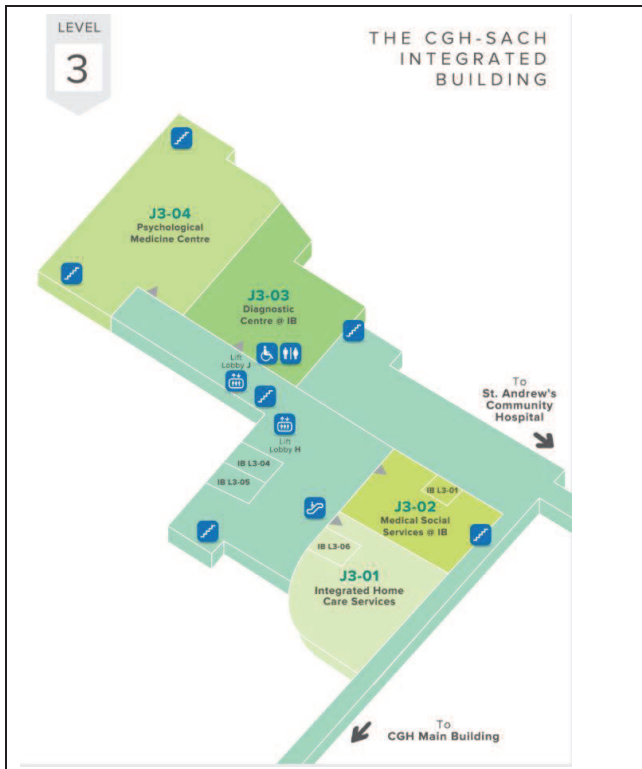 LEVEL
3
THE CGH-SACH
INTEGRATED
BUILDING
J3-04
Psychological
Medicine Centre
J3-03
Diagnostic
Centre @ IB
Lift
Lobby J
To
St. Andrew's
Community
Hospital
Lift
Lobby H
IB L3-04
IB L3-05
IB L3-01
J3-02
Medical Social
Services @ IB
IB L3-06
J3-01
Integrated Home
Care Services
To
CGH Main Building